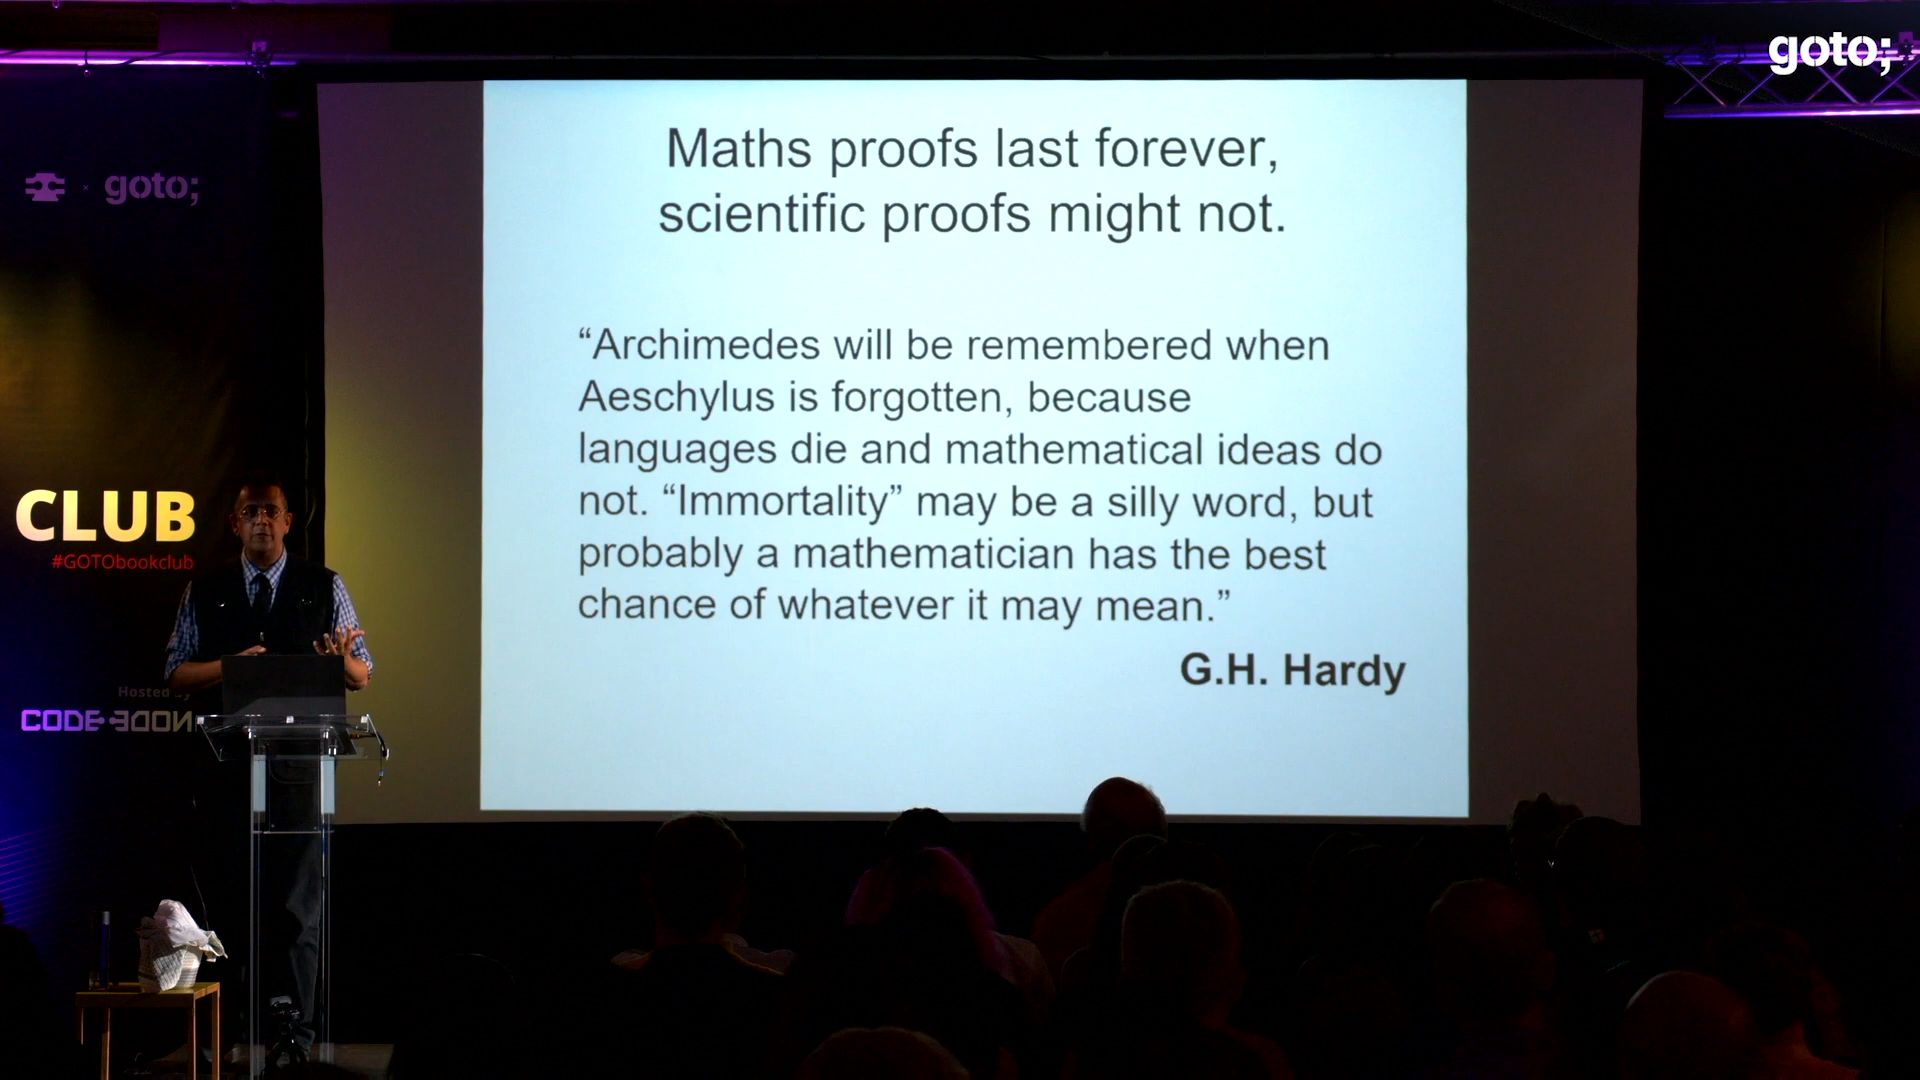 goto;
Maths proofs last forever,
scientific proofs might not.
“Archimedes will be remembered when
Aeschylus is forgotten, because
languages die and mathematical ideas do
not. “Immortality” may be a silly word, but
probably a mathematician has the best
chance of whatever it may mean.”
G.H. Hardy
x goto;
CLUB
#GOTObookclub
Hosted by
CODE NODE